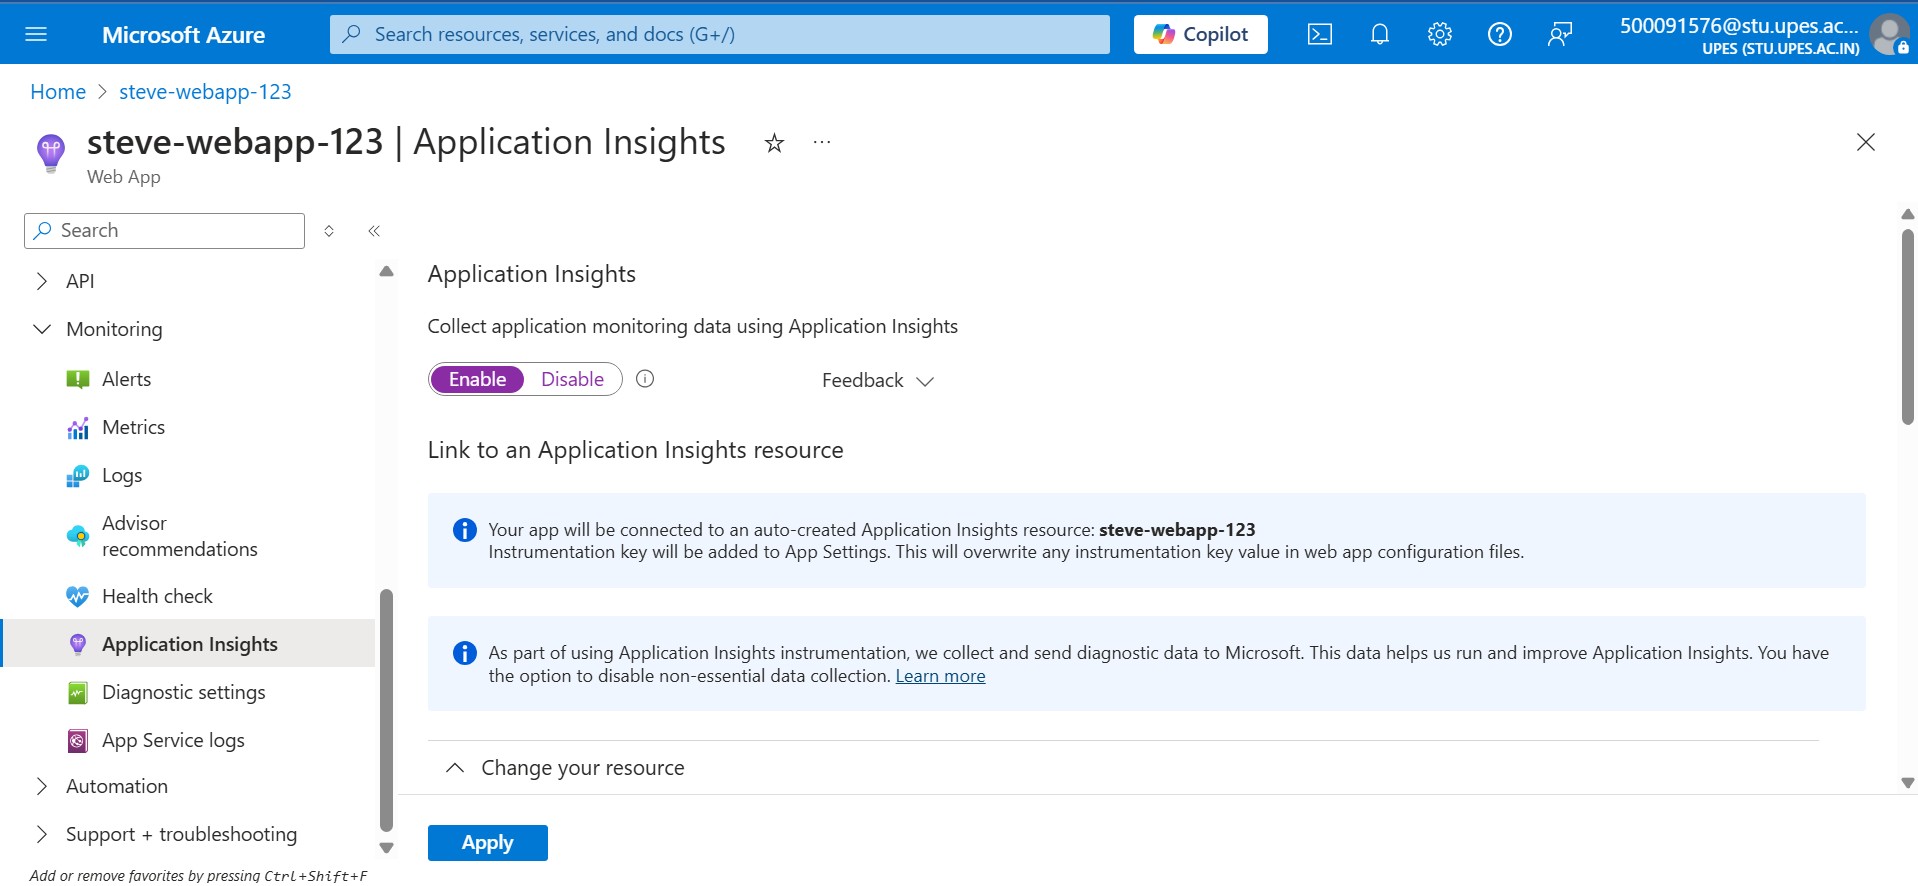 Microsoft Azure
Search resources, services, and docs (G+/)
Copilot
500091576@stu.upes.ac...
UPES (STU.UPES.AC.IN)
Home > steve-webapp-123
steve-webapp-123 | Application Insights
Web App
Search
API
Monitoring
Alerts
Metrics
Logs
Advisor
recommendations
Health check
Application Insights
Diagnostic settings
App Service logs
Automation
Support + troubleshooting
Add or remove favorites by pressing Ctrl+Shift+F
Application Insights
Collect application monitoring data using Application Insights
Enable Disable
Feedback
Link to an Application Insights resource
Your app will be connected to an auto-created Application Insights resource: steve-webapp-123
Instrumentation key will be added to App Settings. This will overwrite any instrumentation key value in web app configuration files.
As part of using Application Insights instrumentation, we collect and send diagnostic data to Microsoft. This data helps us run and improve Application Insights. You have
the option to disable non-essential data collection. Learn more
Change your resource
Apply